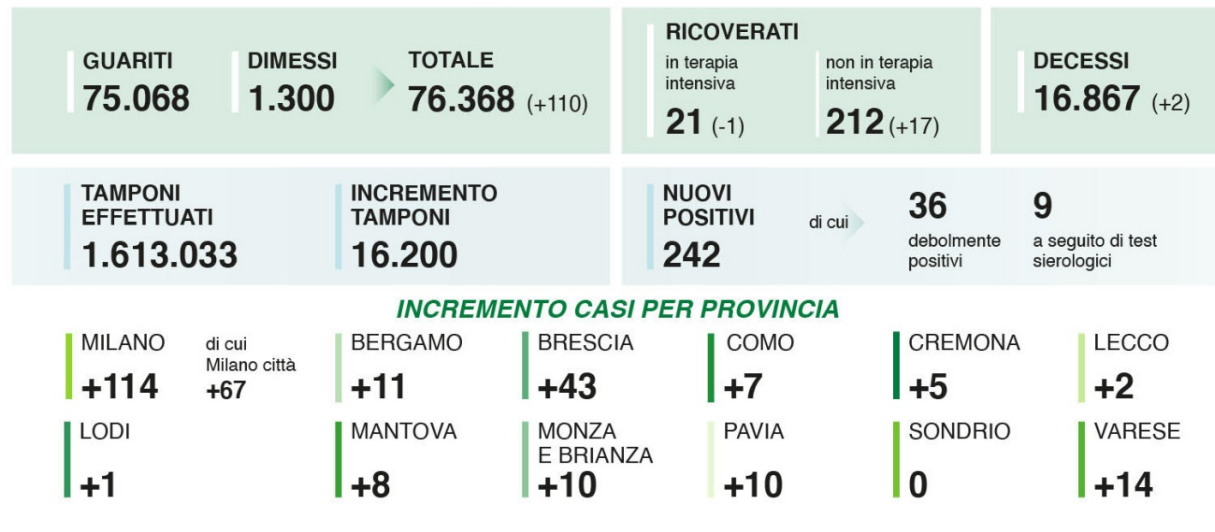 GUARITI
75.068
DIMESSI
1.300
TOTALE
76.368 (+110)
RICOVERATI
in terapia
intensiva
21 (-1)
non in terapia
intensiva
212 (+17)
DECESSI
16.867 (+2)
TAMPONI
EFFETTUATI
1.613.033
INCREMENTO
TAMPONI
16.200
NUOVI
POSITIVI
242
di cui
36
debolmente
positivi
9
a seguito di test
sierologici
INCREMENTO CASI PER PROVINCIA
MILANO
+114
di cui
Milano città
+67
BERGAMO
+11
BRESCIA
+43
COMO
+7
CREMONA
+5
LECCO
+2
LODI
+1
MANTOVA
+8
MONZA
E BRIANZA
+10
PAVIA
+10
SONDRIO
0
VARESE
+14